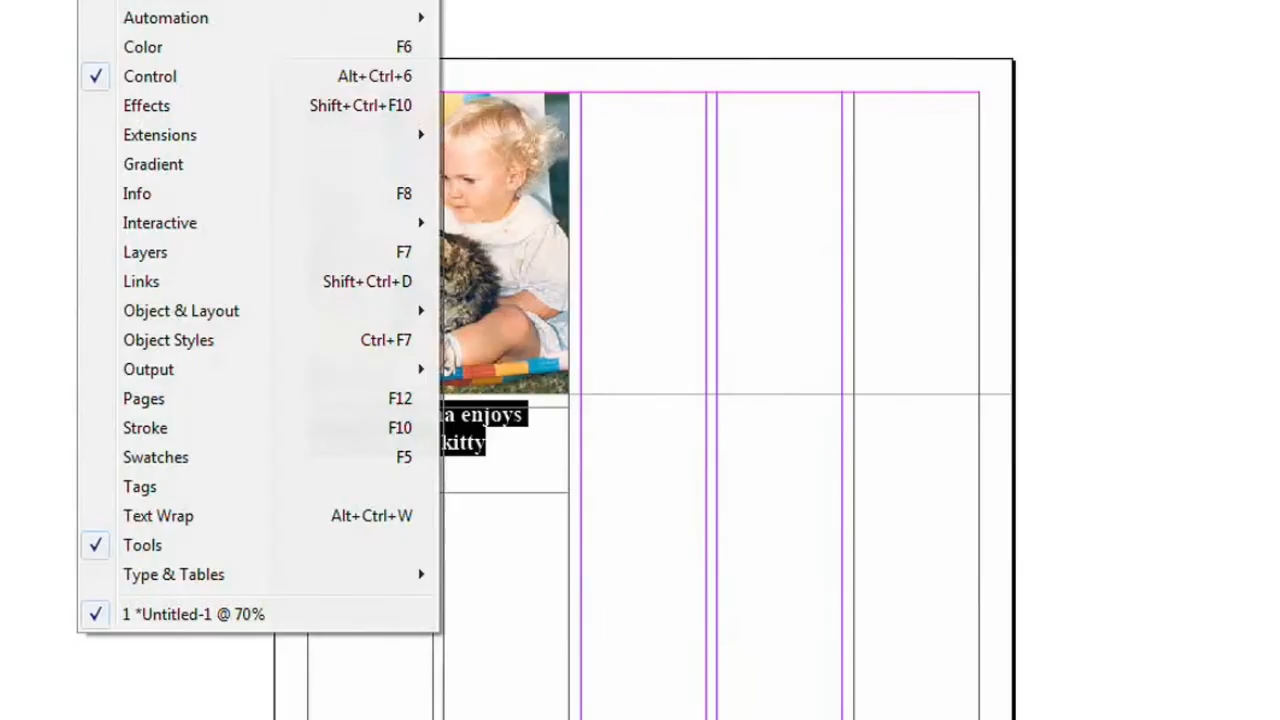 Automation
Color F6
Control Alt+Ctrl+6
Effects Shift+Ctrl+F10
Extensions
Gradient
Info F8
Interactive
Layers F7
Links Shift+Ctrl+D
Object & Layout
Object Styles Ctrl+F7
Output
Pages F12
Stroke F10
Swatches F5
Tags
Text Wrap Alt+Ctrl+W
Tools
Type & Tables
1 *Untitled-1 @ 70%
enjoys
kitty